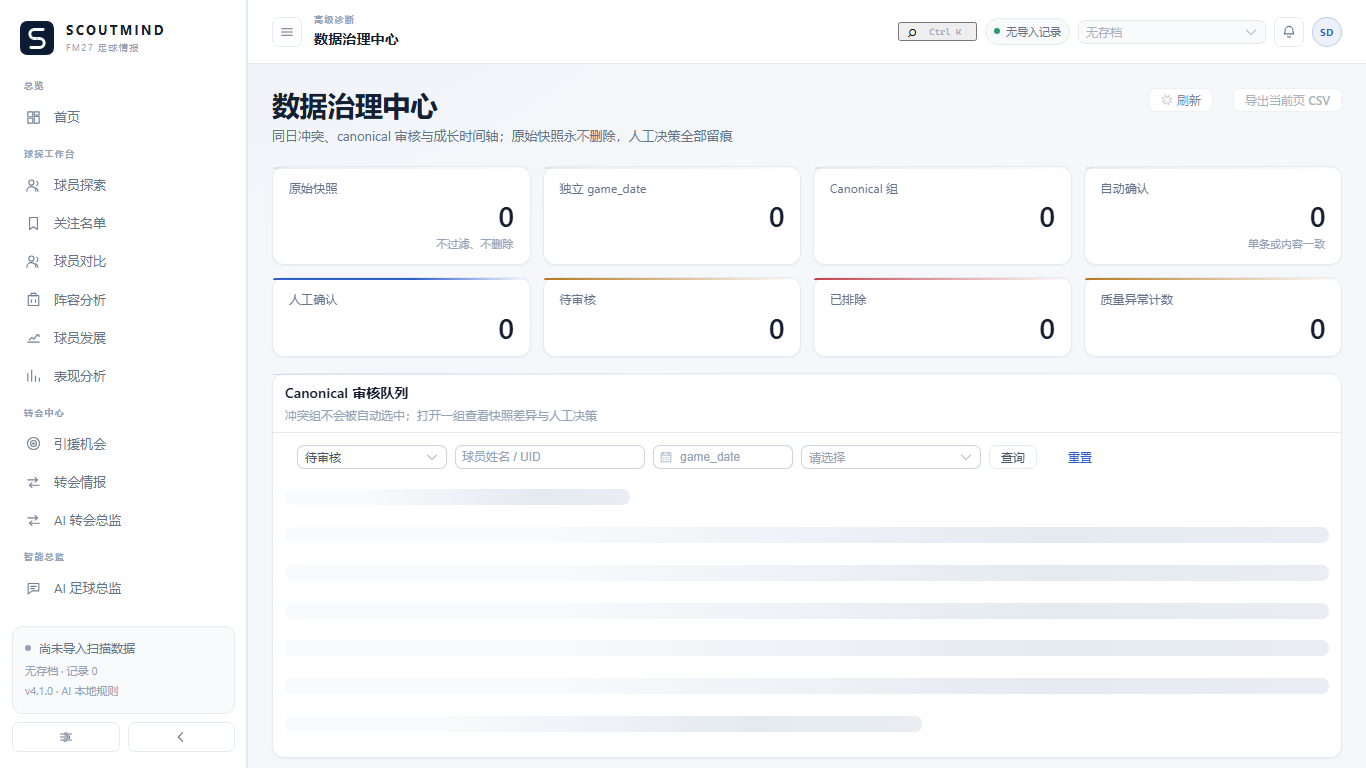 SCOUTMIND
FM27 足球情报
总览
首页
球探工作台
球员探索
关注名单
球员对比
阵容分析
球员发展
表现分析
转会中心
引援机会
转会情报
AI 转会总监
智能总监
AI 足球总监
尚未导入扫描数据
无存档 · 记录 0
v4.1.0 · AI 本地规则
高级诊断
数据治理中心
Ctrl K
无导入记录
无存档
SD
数据治理中心
同日冲突、canonical 审核与成长时间轴；原始快照永不删除，人工决策全部留痕
刷新
导出当前页 CSV
原始快照
0
不过滤、不删除
独立 game_date
0
Canonical 组
0
自动确认
0
单条或内容一致
人工确认
0
待审核
0
已排除
0
质量异常计数
0
Canonical 审核队列
冲突组不会被自动选中；打开一组查看快照差异与人工决策
待审核
球员姓名 / UID
game_date
请选择
查询
重置